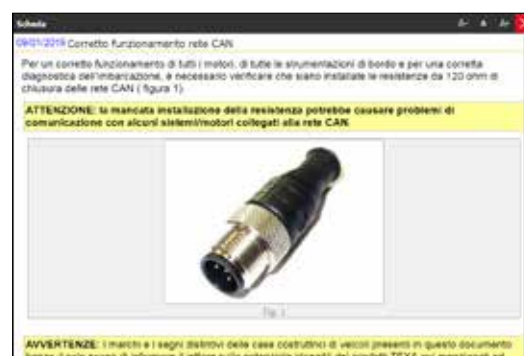 Scheda
09/01/2019 Corretto funzionamento rete CAN
Per un corretto funzionamento di tutti i motori, di tutte le strumentazioni di bordo e per una corretta
diagnostica dell'imbarcazione, è necessario verificare che siano installate le resistenze da 120 ohm di
chiusura delle rete CAN ( figura 1).
ATTENZIONE: la mancata installazione della resistenza potrebbe causare problemi di
comunicazione con alcuni sistemi/motori collegati alla rete CAN.
Fig. 1
AVVERTENZE: I marchi e i segni distintivi delle case costruttrici di veicoli presenti in questo documento